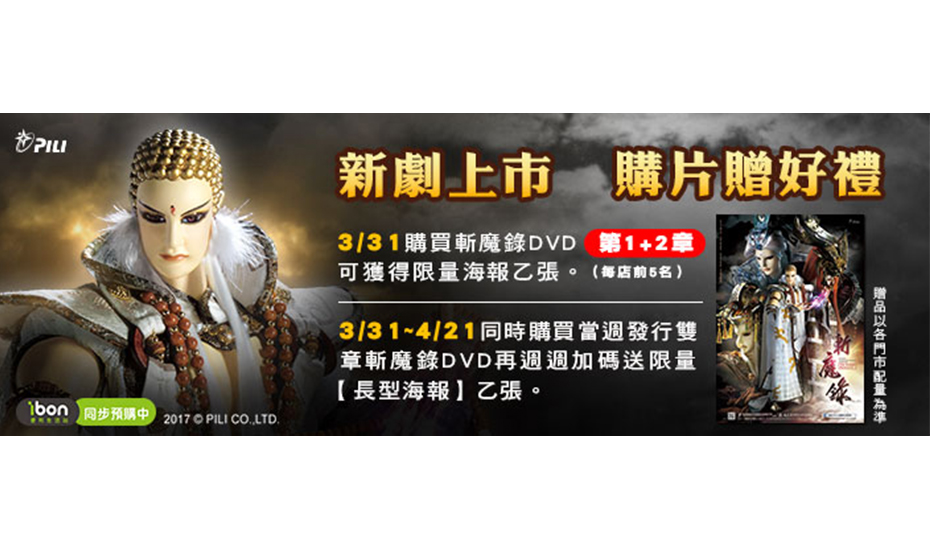 PILI
新劇上市 購片贈好禮
3/31購買斬魔錄DVD 第1+2章
可獲得限量海報乙張。(每店前5名)
3/31~4/21同時購買當週發行雙
章斬魔錄DVD再週週加碼送限量
【長型海報】乙張。
斬魔錄
贈品以各門市配量為準
ibon
同步預購中
2017 © PILI CO.,LTD.